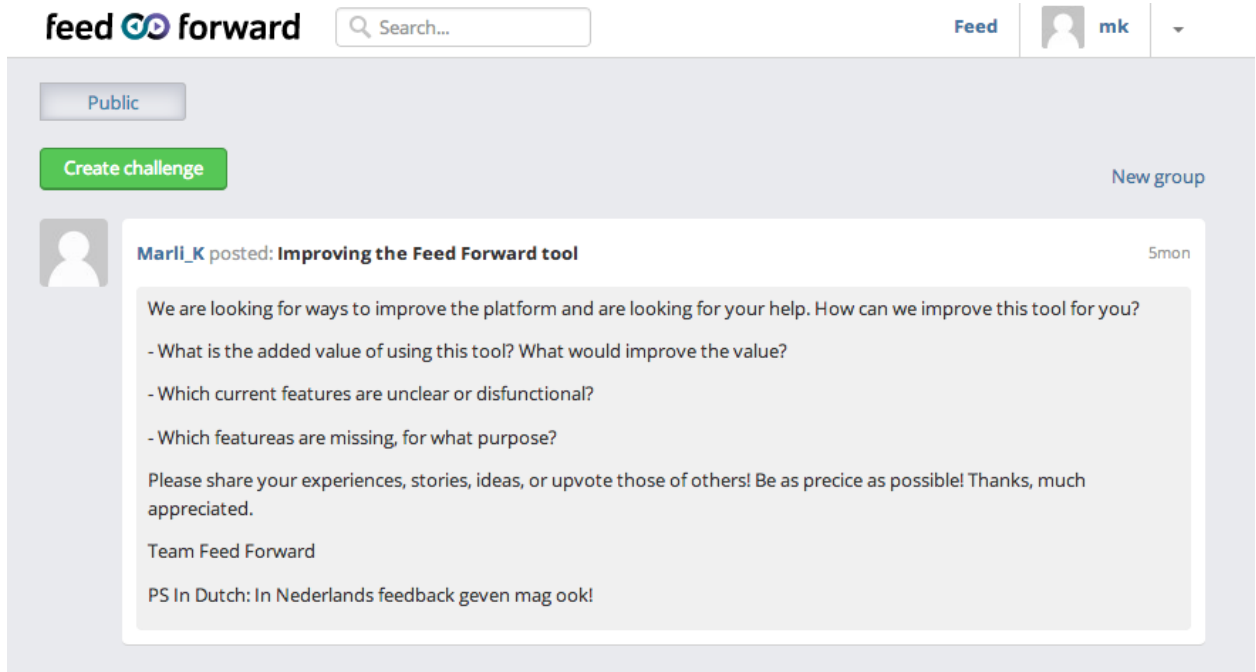 feed forward
Search...
Feed
mk
Public
Create challenge
New group
Marli_K posted: Improving the Feed Forward tool
5mon
We are looking for ways to improve the platform and are looking for your help. How can we improve this tool for you?
- What is the added value of using this tool? What would improve the value?
- Which current features are unclear or disfunctional?
- Which featureas are missing, for what purpose?
Please share your experiences, stories, ideas, or upvote those of others! Be as precice as possible! Thanks, much
appreciated.
Team Feed Forward
PS In Dutch: In Nederlands feedback geven mag ook!